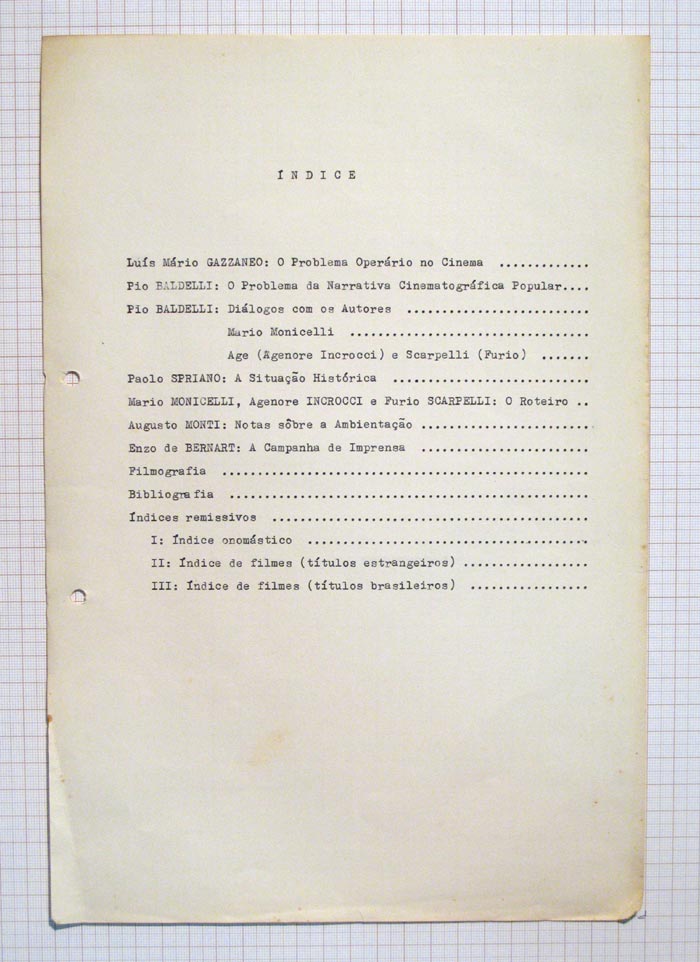 Í N D I C E
Luís Mário GAZZANEO: O Problema Operário no Cinema .............
Pio BALDELLI: O Problema da Narrativa Cinematográfica Popular....
Pio BALDELLI: Diálogos com os Autores ..........................
Mario Monicelli ..................................
Age (Agenore Incrocci) e Scarpelli (Furio) .......
Paolo SPRIANO: A Situação Histórica ............................
Mario MONICELLI, Agenore INCROCCI e Furio SCARPELLI: O Roteiro ..
Augusto MONTI: Notas sôbre a Ambientação ........................
Enzo de BERNART: A Campanha de Imprensa ........................
Filmografia ....................................................
Bibliografia ...................................................
Índices remissivos .............................................
I: Índice onomástico ........................................
II: Índice de filmes (títulos estrangeiros) ..................
III: Índice de filmes (títulos brasileiros) .................